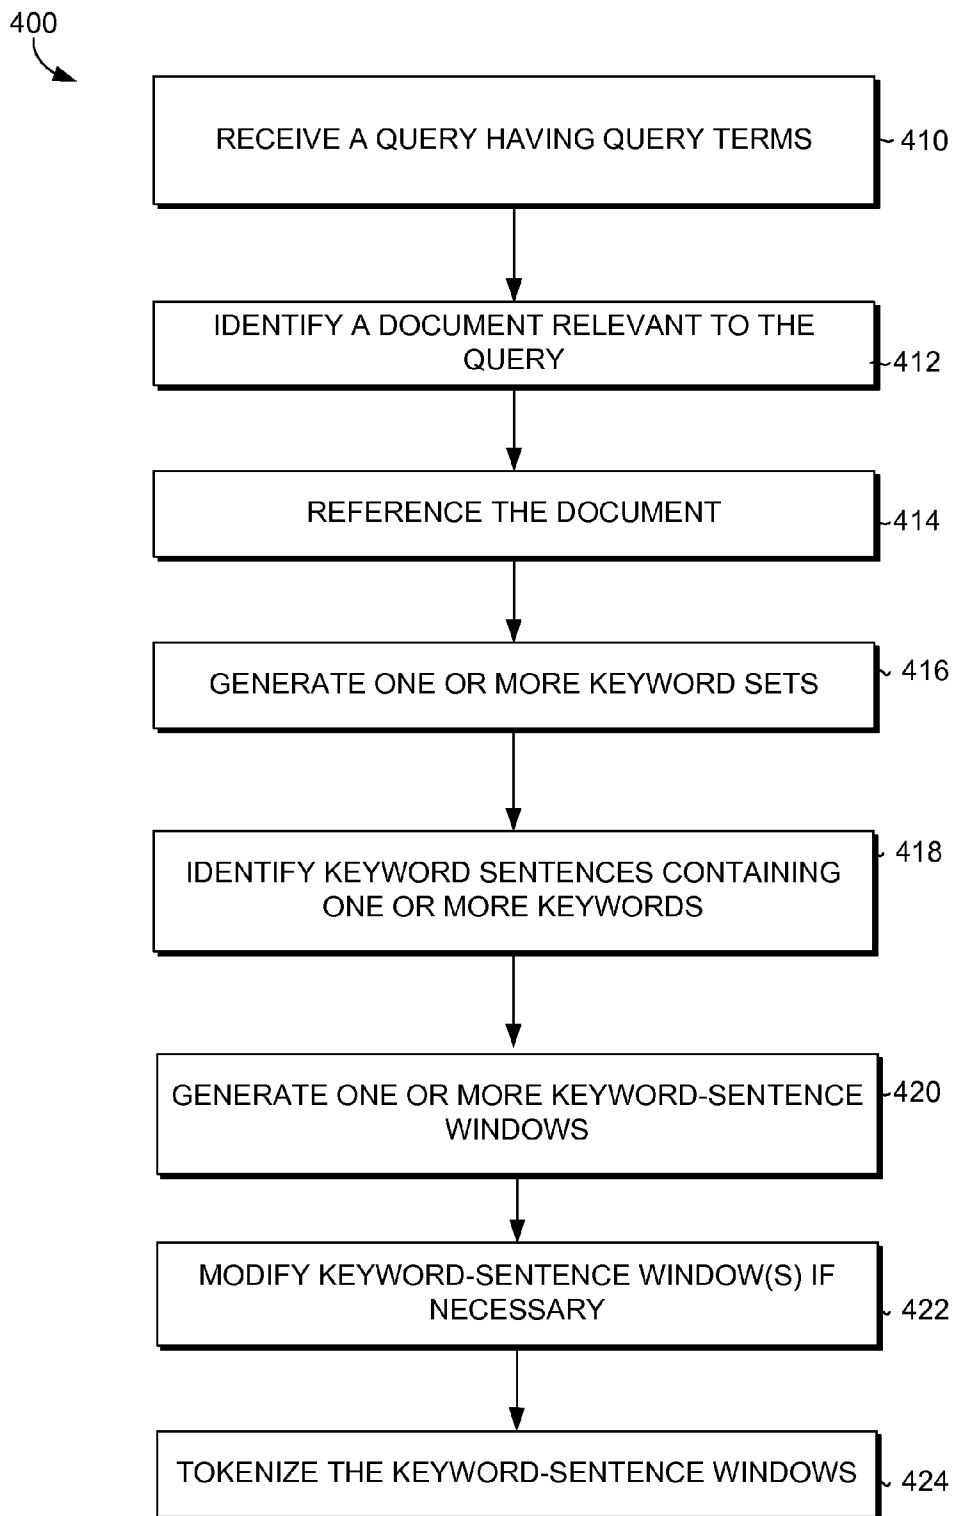 400
RECEIVE A QUERY HAVING QUERY TERMS
410
IDENTIFY A DOCUMENT RELEVANT TO THE
QUERY
412
REFERENCE THE DOCUMENT
414
GENERATE ONE OR MORE KEYWORD SETS
416
IDENTIFY KEYWORD SENTENCES CONTAINING
ONE OR MORE KEYWORDS
418
GENERATE ONE OR MORE KEYWORD-SENTENCE
WINDOWS
420
MODIFY KEYWORD-SENTENCE WINDOW(S) IF
NECESSARY
422
TOKENIZE THE KEYWORD-SENTENCE WINDOWS
424